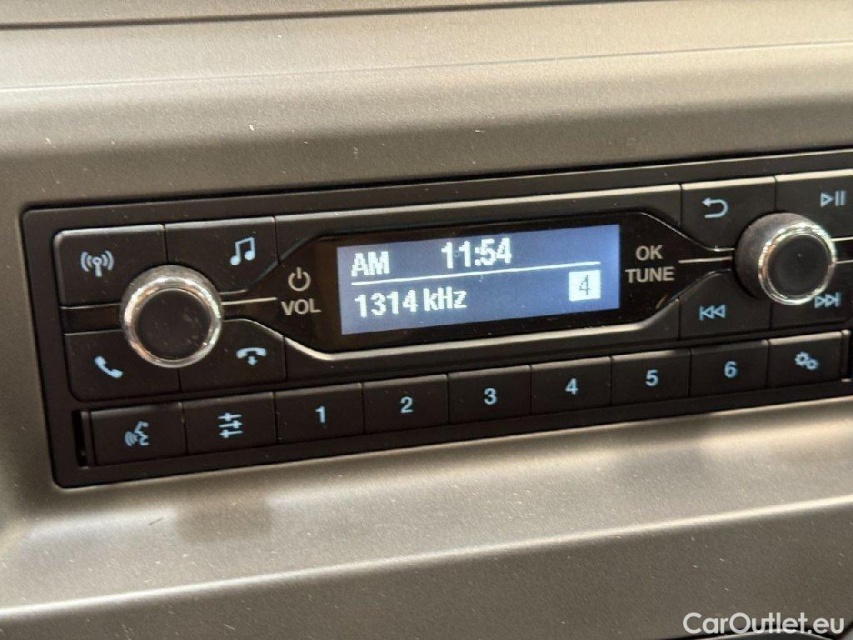 AM 11:54
1314 kHz 4
VOL
OK
TUNE
1 2 3 4 5 6
CarOutlet.eu